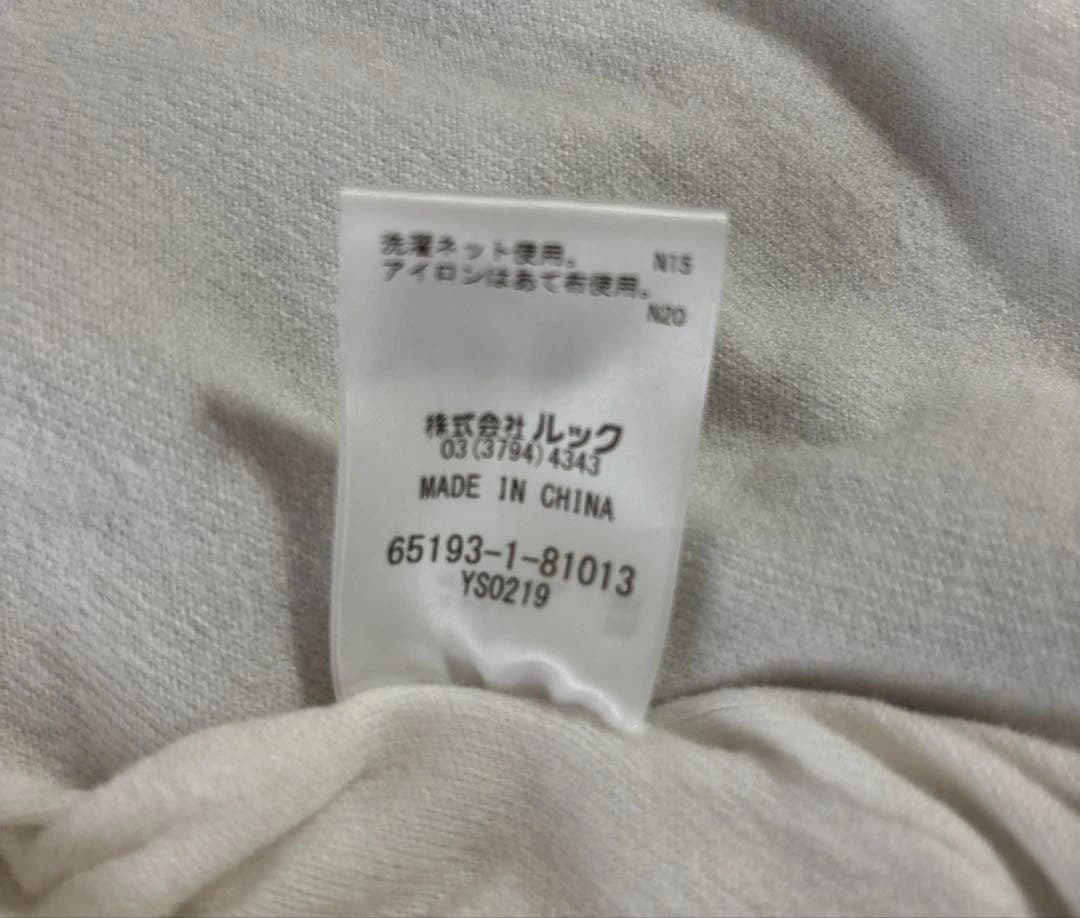 洗濯ネット使用。 N15
アイロンはあて布使用。
N20
株式会社 ルック
03(3794)4343
MADE IN CHINA
65193-1-81013
YS0219